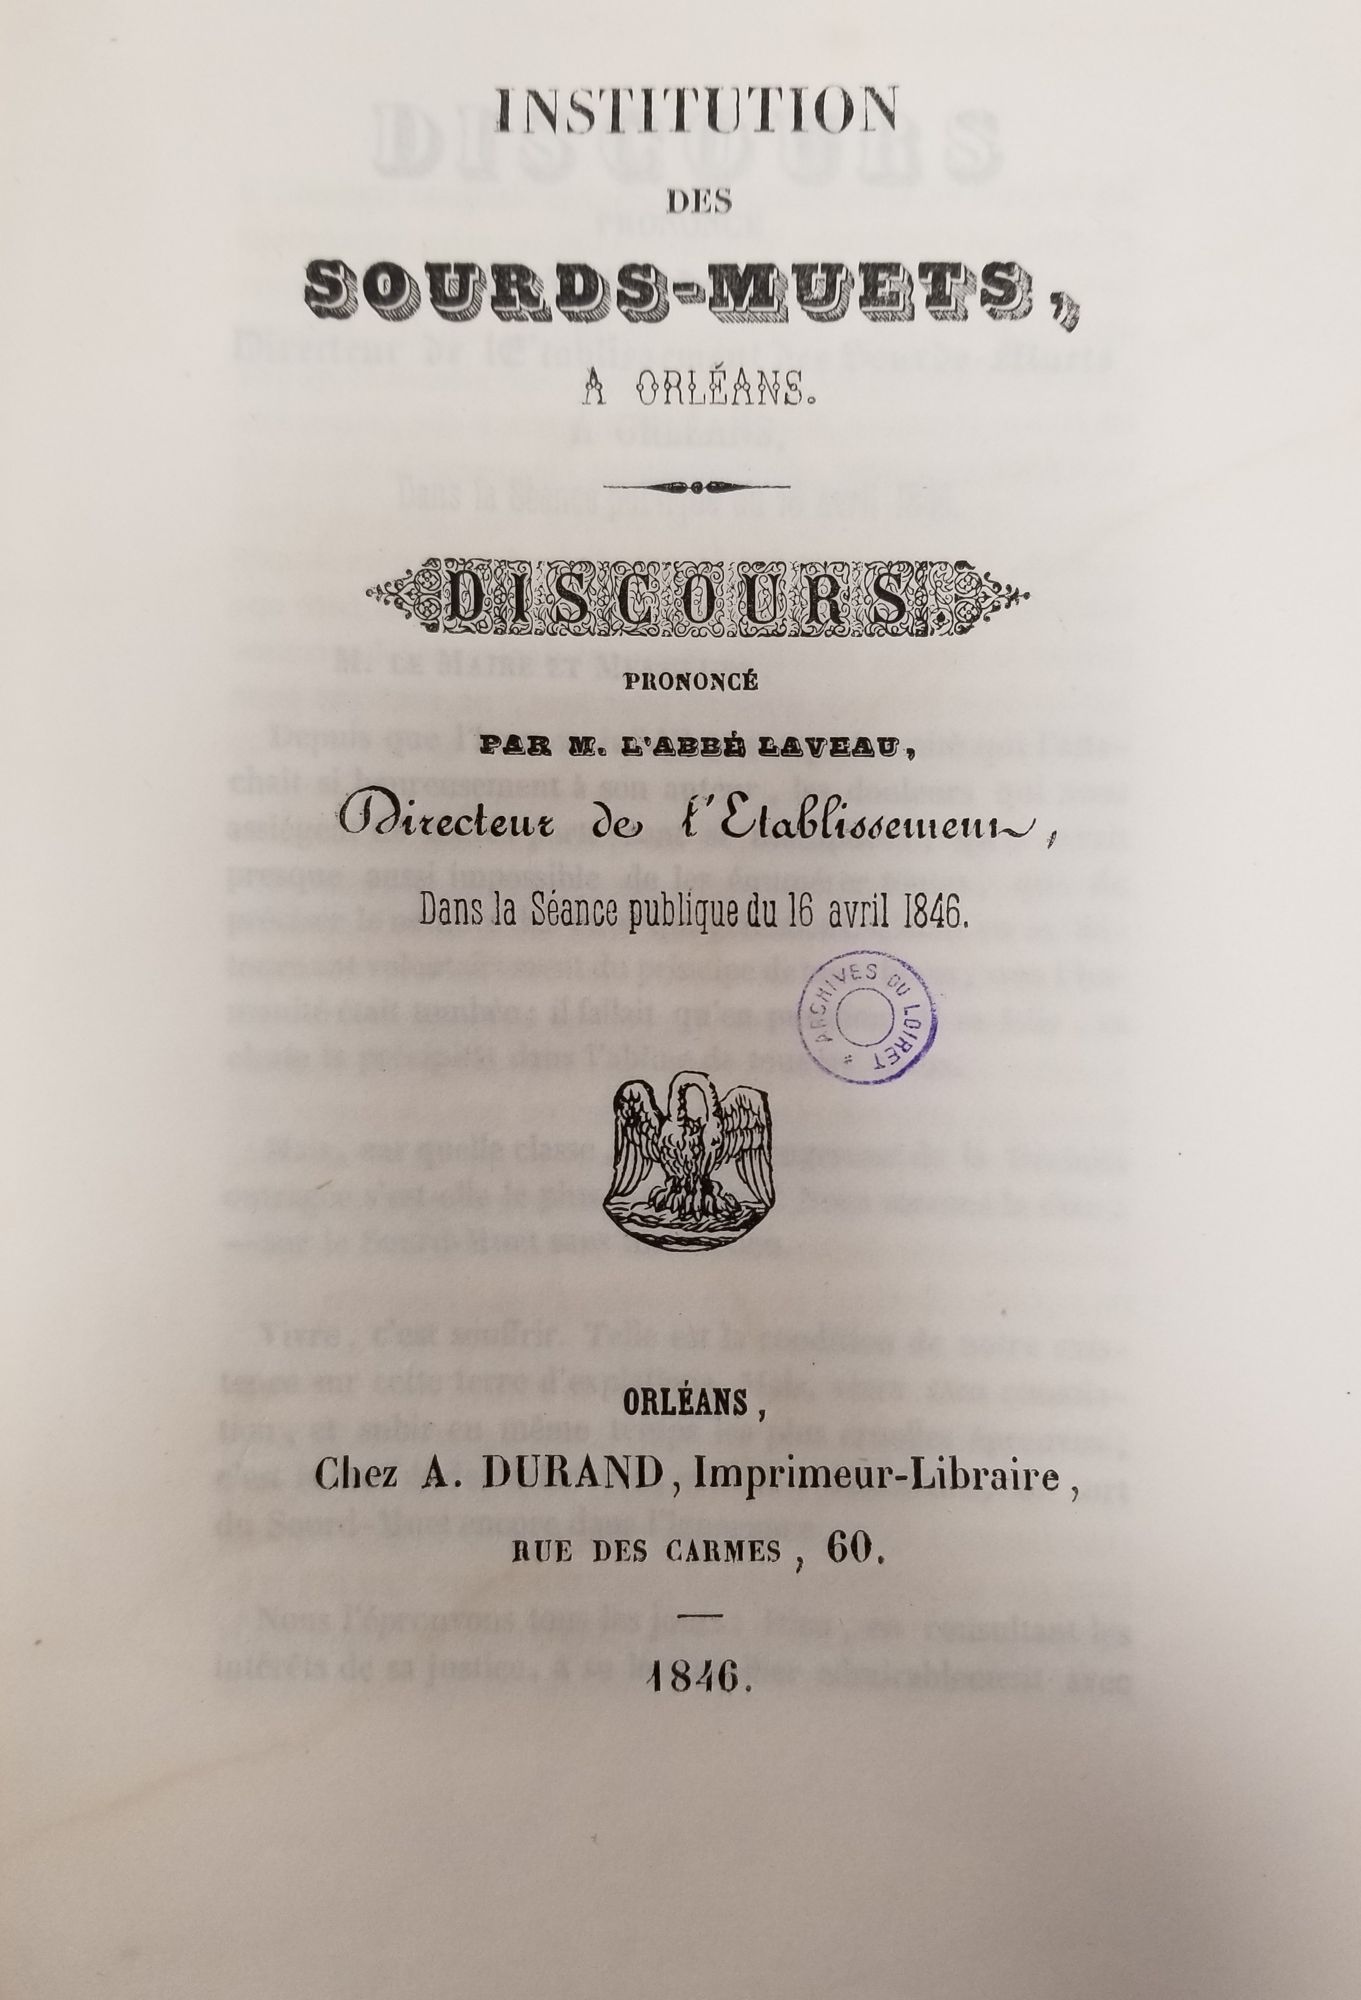 INSTITUTION
DES
SOURDS-MUETS,
A ORLÉANS.
DISCOURS.
PRONONCÉ
PAR M. L'ABBÉ LAVEAU,
Directeur de l'Etablissement,
Dans la Séance publique du 16 avril 1846.
ARCHIVES DU LOIRET *
ORLÉANS,
Chez A. DURAND, Imprimeur-Libraire,
RUE DES CARMES, 60.
1846.